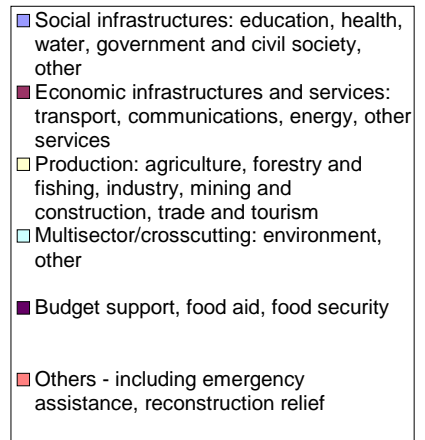 Social infrastructures: education, health,
water, government and civil society,
other
Economic infrastructures and services:
transport, communications, energy, other
services
Production: agriculture, forestry and
fishing, industry, mining and
construction, trade and tourism
Multisector/crosscutting: environment,
other
Budget support, food aid, food security
Others - including emergency
assistance, reconstruction relief